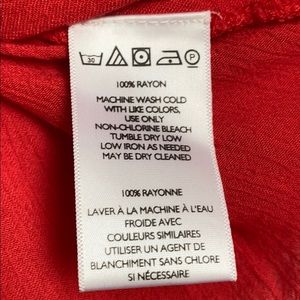 30 P
100% RAYON
MACHINE WASH COLD
WITH LIKE COLORS,
USE ONLY
NON-CHLORINE BLEACH
TUMBLE DRY LOW
LOW IRON AS NEEDED
MAY BE DRY CLEANED
100% RAYONNE
LAVER À LA MACHINE À L'EAU
FROIDE AVEC
COULEURS SIMILAIRES
UTILISER UN AGENT DE
BLANCHIMENT SANS CHLORE
SI NÉCESSAIRE